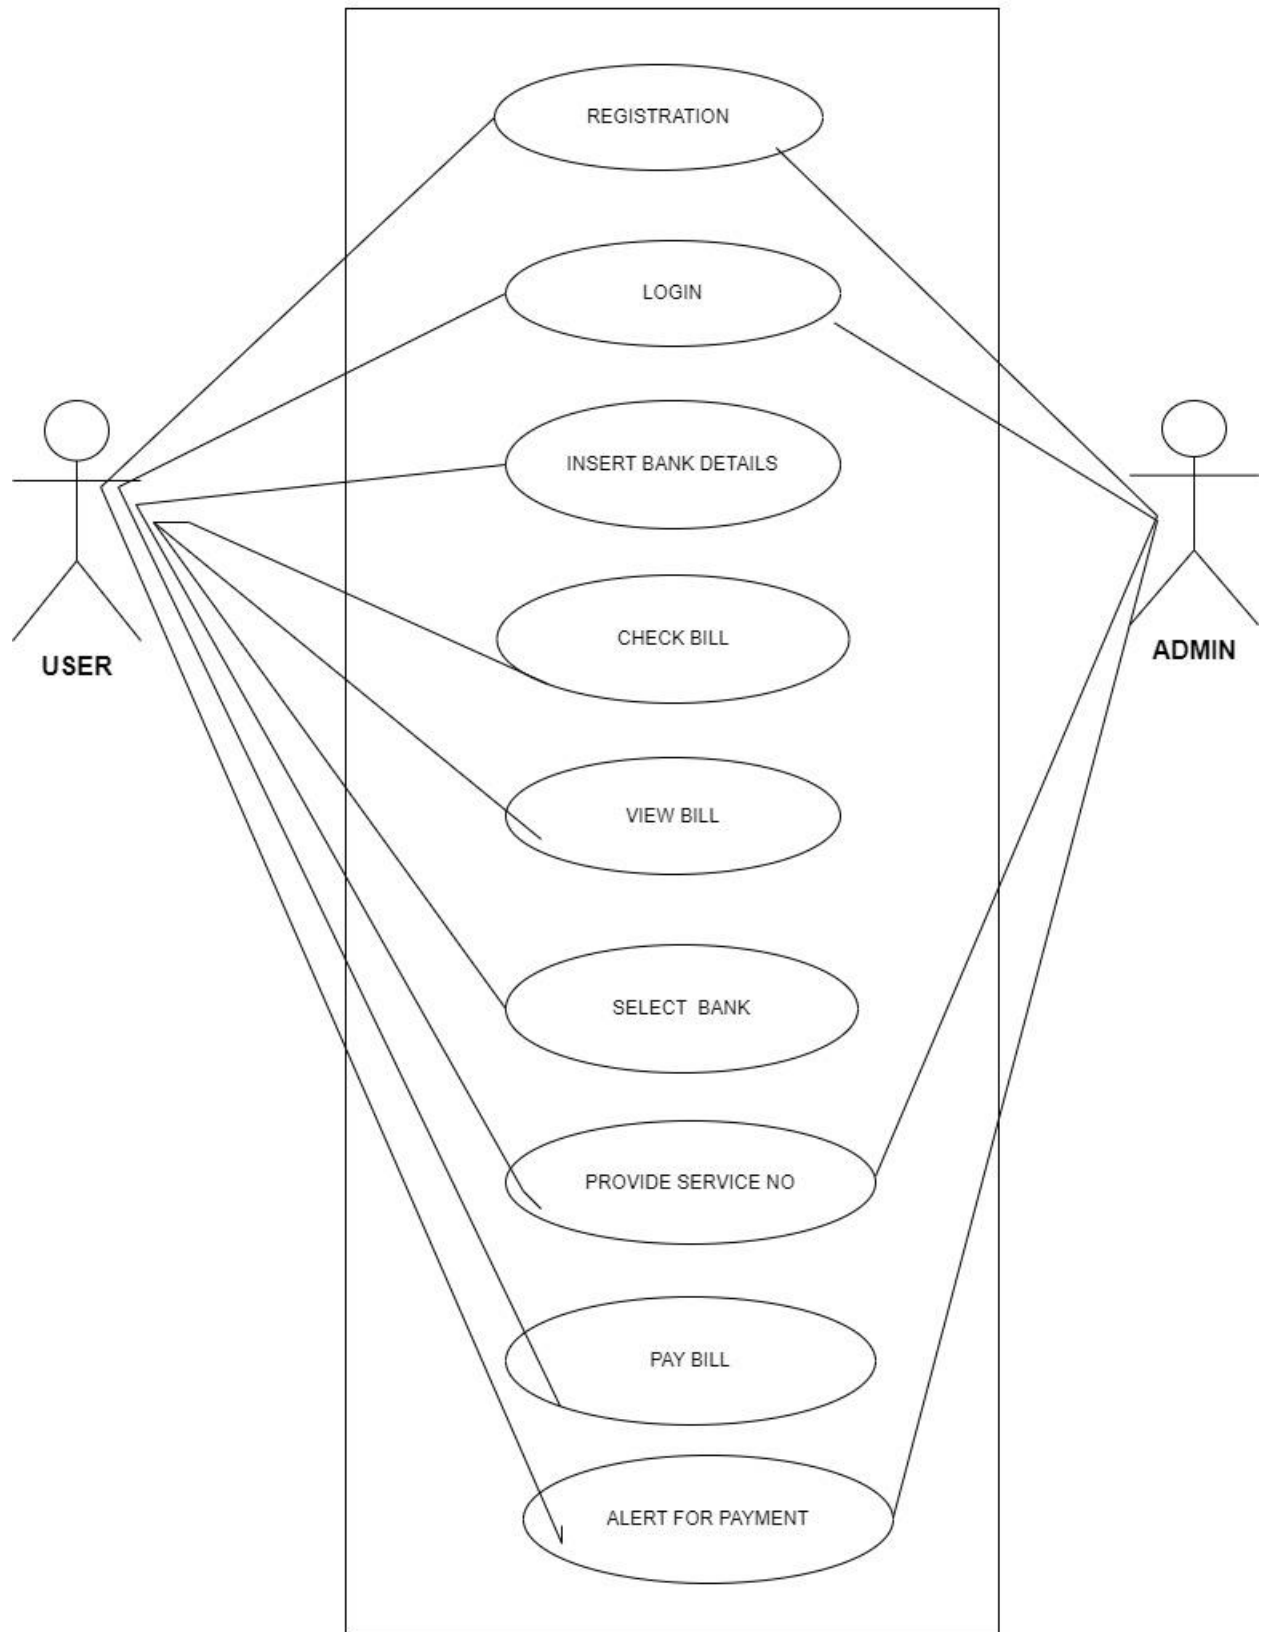 REGISTRATION
LOGIN
INSERT BANK DETAILS
CHECK BILL
USER
ADMIN
VIEW BILL
SELECT BANK
PROVIDE SERVICE NO
PAY BILL
ALERT FOR PAYMENT